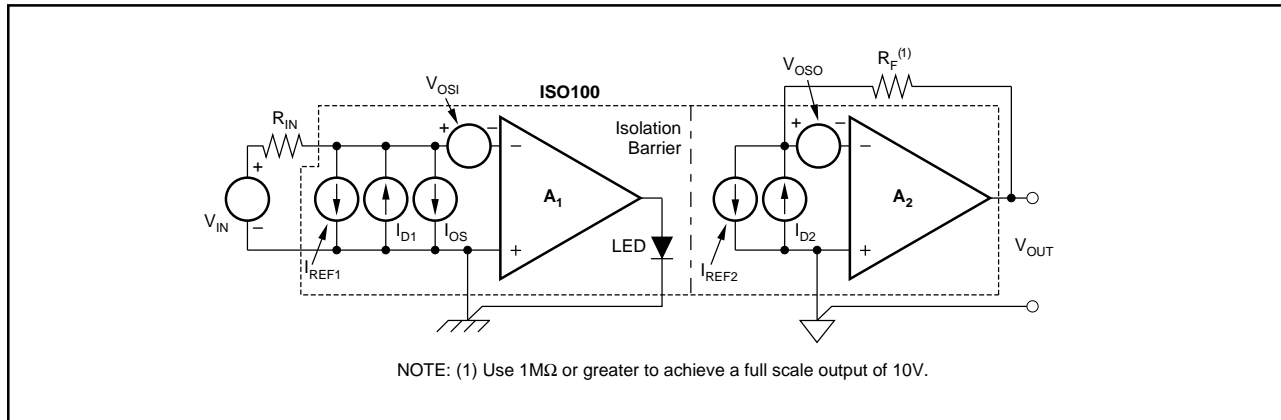 V_OSI
ISO100
V_OSO
R_F^(1)
R_IN
Isolation
Barrier
+
−
−
+
−
−
+
A_1
A_2
V_IN
−
I_D1
I_OS
+
LED
I_D2
+
V_OUT
I_REF1
I_REF2
NOTE: (1) Use 1MΩ or greater to achieve a full scale output of 10V.